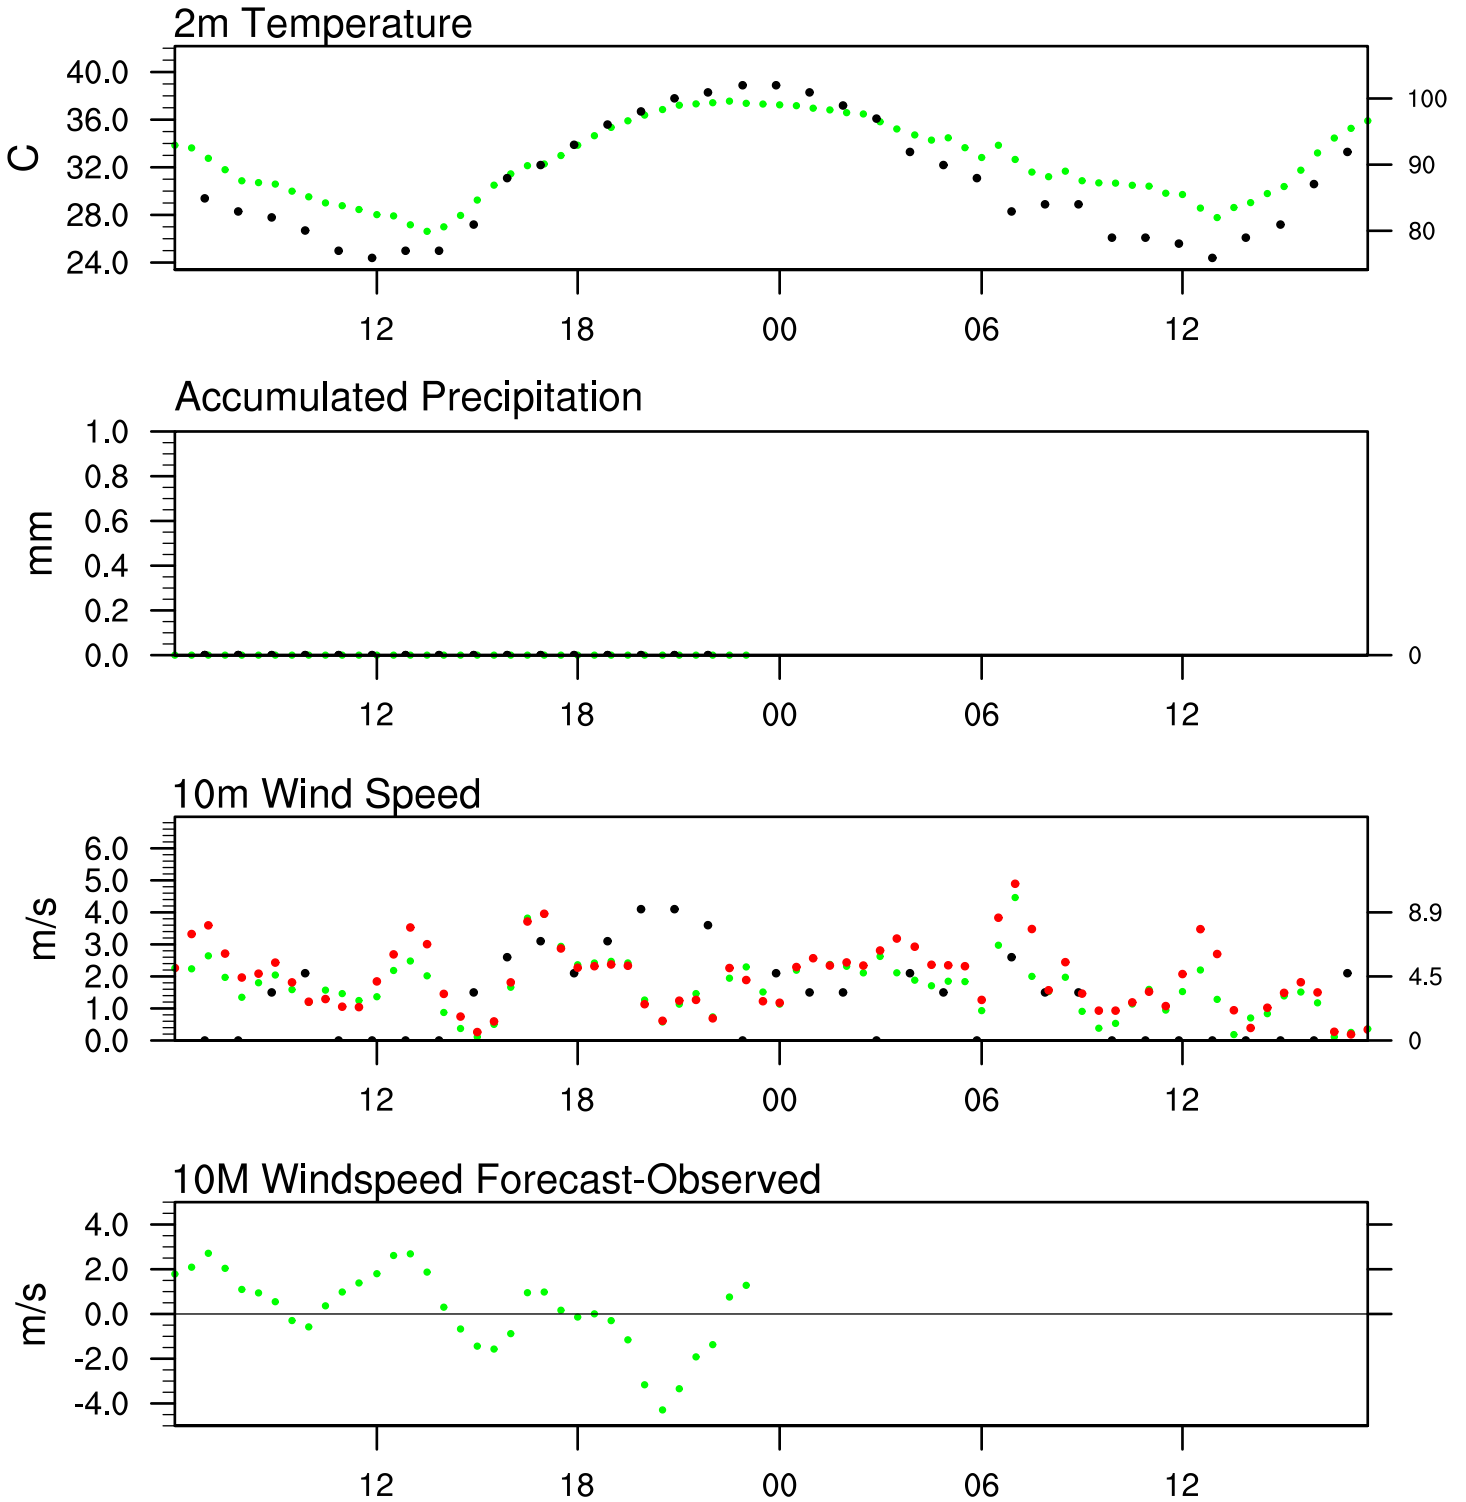 2m Temperature
40.0
36.0
32.0
28.0
24.0
C
100
90
80
12 18 00 06 12
Accumulated Precipitation
1.0
0.8
0.6
0.4
0.2
0.0
mm
0
12 18 00 06 12
10m Wind Speed
6.0
5.0
4.0
3.0
2.0
1.0
0.0
m/s
8.9
4.5
0
12 18 00 06 12
10M Windspeed Forecast-Observed
4.0
2.0
0.0
-2.0
-4.0
m/s
12 18 00 06 12